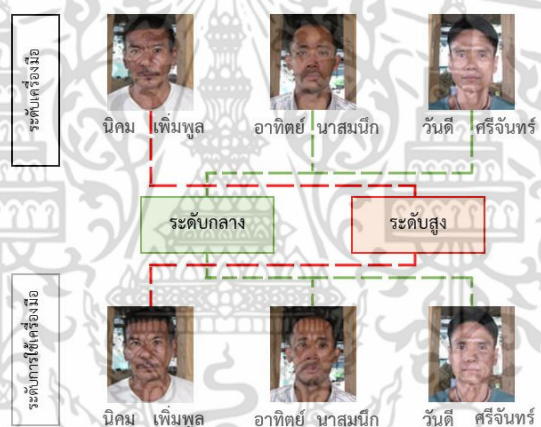 ระดับเครื่องมือ
นิคม เพิ่มพูล
อาทิตย์ นาสมนึก
วันดี ศรีจันทร์
ระดับกลาง
ระดับสูง
ระดับการใช้เครื่องมือ
นิคม เพิ่มพูล
อาทิตย์ นาสมนึก
วันดี ศรีจันทร์